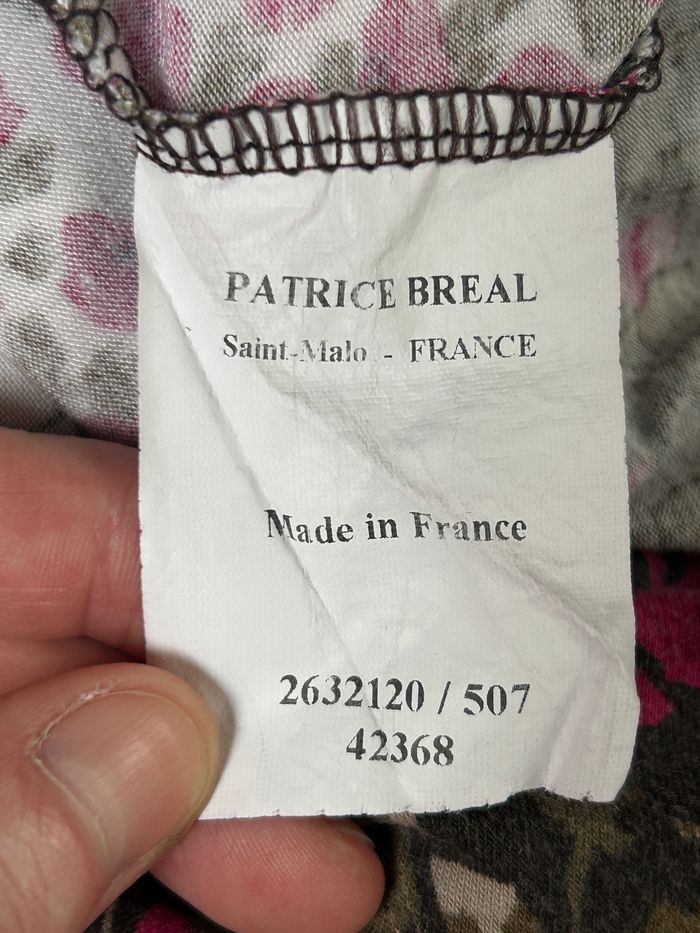 PATRICE BREAL
Saint-Malo - FRANCE
Made in France
2632120 / 507
42368